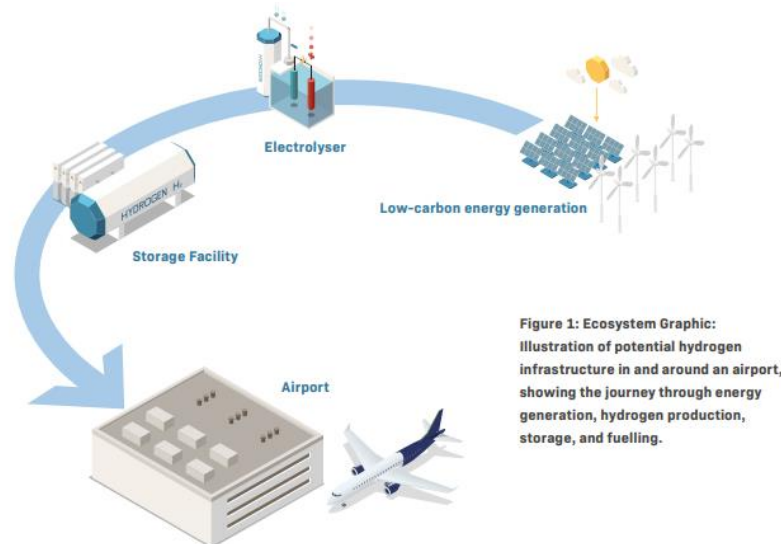 HYDROGEN
Electrolyser
Low-carbon energy generation
HYDROGEN H₂
Storage Facility
Figure 1: Ecosystem Graphic:
Illustration of potential hydrogen
infrastructure in and around an airport,
showing the journey through energy
generation, hydrogen production,
storage, and fuelling.
Airport